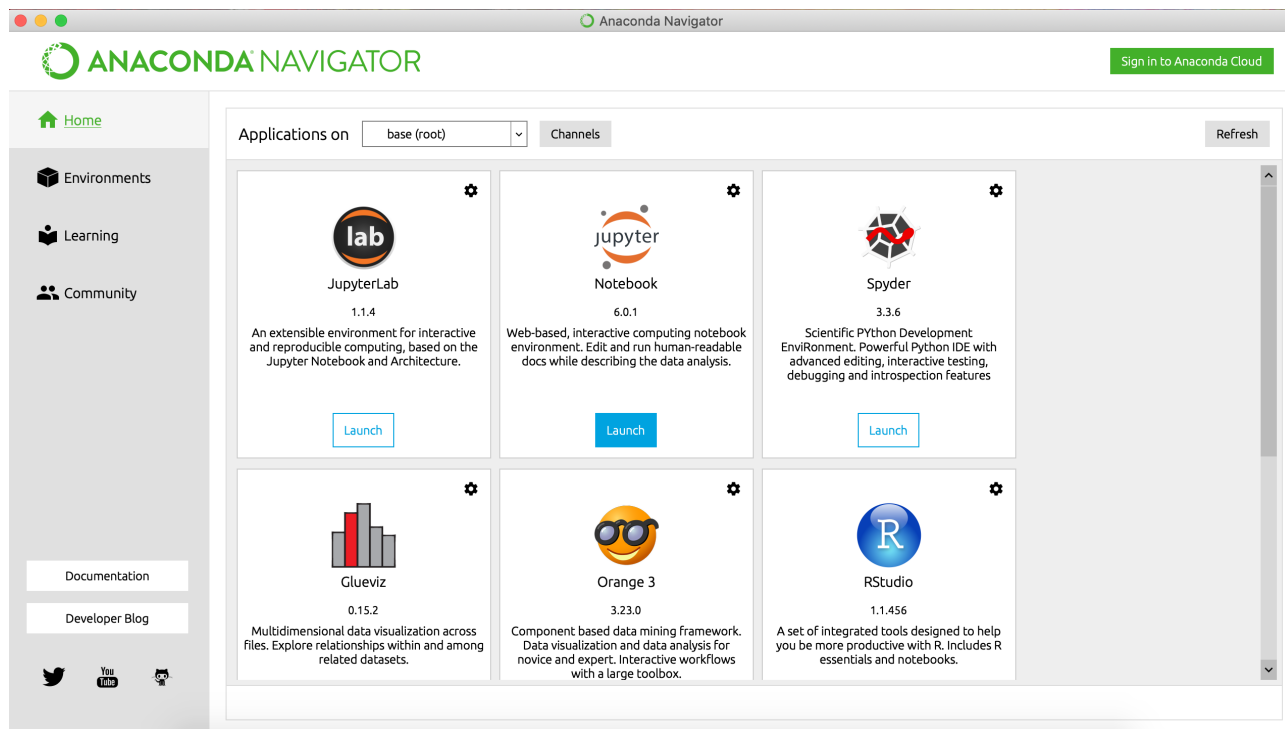 Anaconda Navigator
ANACONDA NAVIGATOR
Sign in to Anaconda Cloud
Home
Environments
Learning
Community
Documentation
Developer Blog
You
Tube
Applications on
base (root)
Channels
Refresh
lab
JupyterLab
1.1.4
An extensible environment for interactive
and reproducible computing, based on the
Jupyter Notebook and Architecture.
Launch
jupyter
Notebook
6.0.1
Web-based, interactive computing notebook
environment. Edit and run human-readable
docs while describing the data analysis.
Launch
Spyder
3.3.6
Scientific PYthon Development
EnviRonment. Powerful Python IDE with
advanced editing, interactive testing,
debugging and introspection features
Launch
Glueviz
0.15.2
Multidimensional data visualization across
files. Explore relationships within and among
related datasets.
Orange 3
3.23.0
Component based data mining framework.
Data visualization and data analysis for
novice and expert. Interactive workflows
with a large toolbox.
R
RStudio
1.1.456
A set of integrated tools designed to help
you be more productive with R. Includes R
essentials and notebooks.